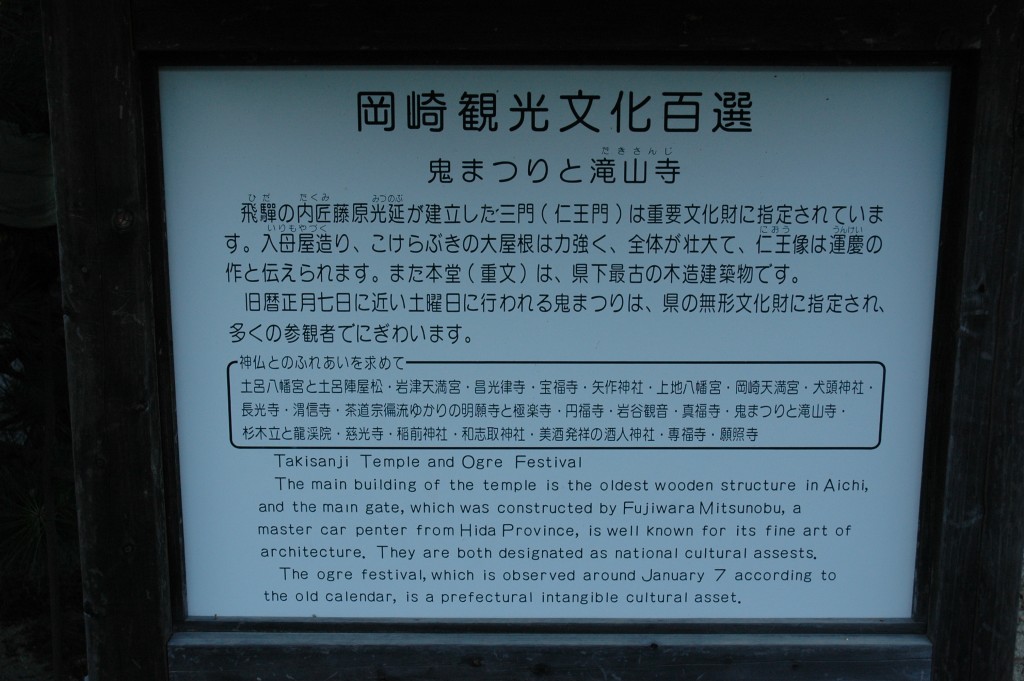 岡崎観光文化百選
たきさんじ
鬼まつりと滝山寺
ひだ たくみ みつのぶ
飛騨の内匠藤原光延が建立した三門(仁王門)は重要文化財に指定されていま
いりもやづく におう うんけい
す。入母屋造り、こけらぶきの大屋根は力強く、全体が壮大で、仁王像は運慶の
作と伝えられます。また本堂(重文)は、県下最古の木造建築物です。
旧暦正月七日に近い土曜日に行われる鬼まつりは、県の無形文化財に指定され、
多くの参観者でにぎわいます。
神仏とのふれあいを求めて
土呂八幡宮と土呂陣屋松・岩津天満宮・昌光律寺・宝福寺・矢作神社・上地八幡宮・岡崎天満宮・犬頭神社・
長光寺・渭信寺・茶道宗徧流ゆかりの明願寺と極楽寺・円福寺・岩谷観音・真福寺・鬼まつりと滝山寺・
杉木立と龍渓院・慈光寺・稲前神社・和志取神社・美酒発祥の酒人神社・専福寺・願照寺
Takisanji Temple and Ogre Festival
The main building of the temple is the oldest wooden structure in Aichi,
and the main gate, which was constructed by Fujiwara Mitsunobu, a
master car penter from Hida Province, is well known for its fine art of
architecture. They are both designated as national cultural assests.
The ogre festival, which is observed around January 7 according to
the old calendar, is a prefectural intangible cultural asset.